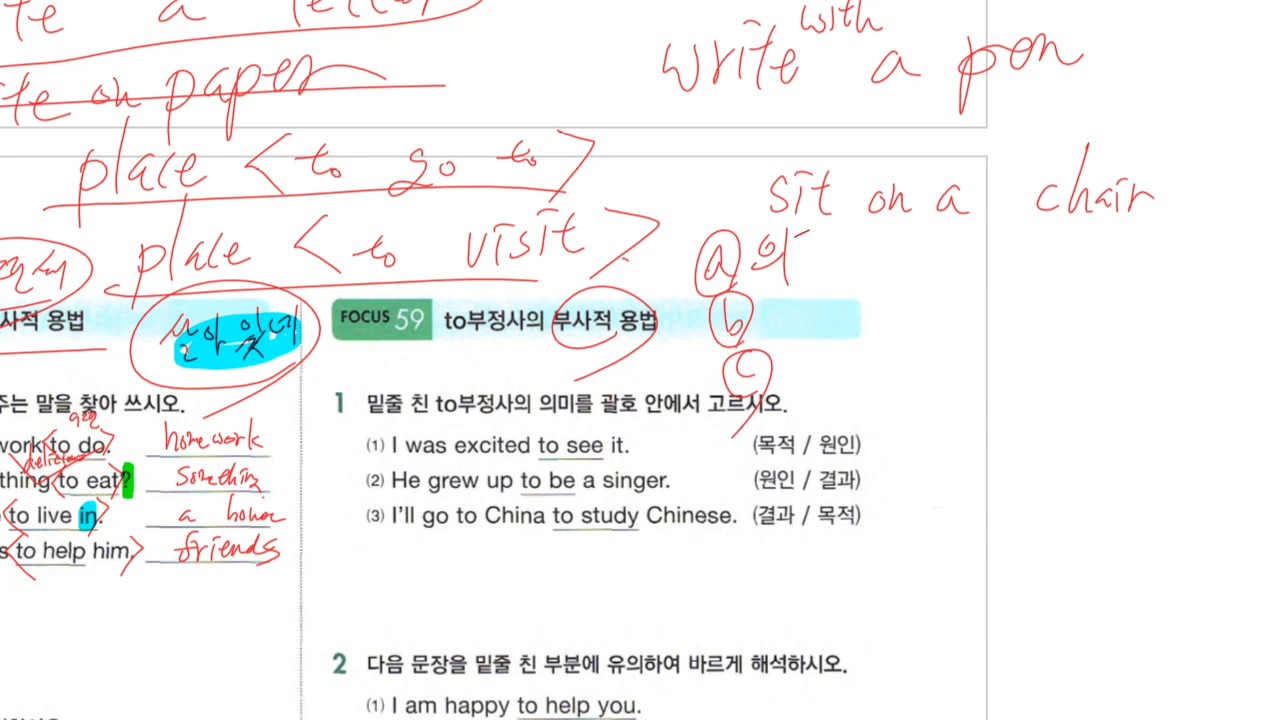 te a letter
write with a pen
te on paper
place < to go to >
sit on a chair
place < to visit >
ⓐ 의
ⓑ
ⓒ
사적 용법
FOCUS 59 to부정사의 부사적 용법
주는 말을 찾아 쓰시오.
work <to do>. homework
delicious
thing <to eat>? something
<to live in>. a house
s <to help him.> friends
1 밑줄 친 to부정사의 의미를 괄호 안에서 고르시오.
(1) I was excited to see it. (목적 / 원인)
(2) He grew up to be a singer. (원인 / 결과)
(3) I'll go to China to study Chinese. (결과 / 목적)
2 다음 문장을 밑줄 친 부분에 유의하여 바르게 해석하시오.
(1) I am happy to help you.